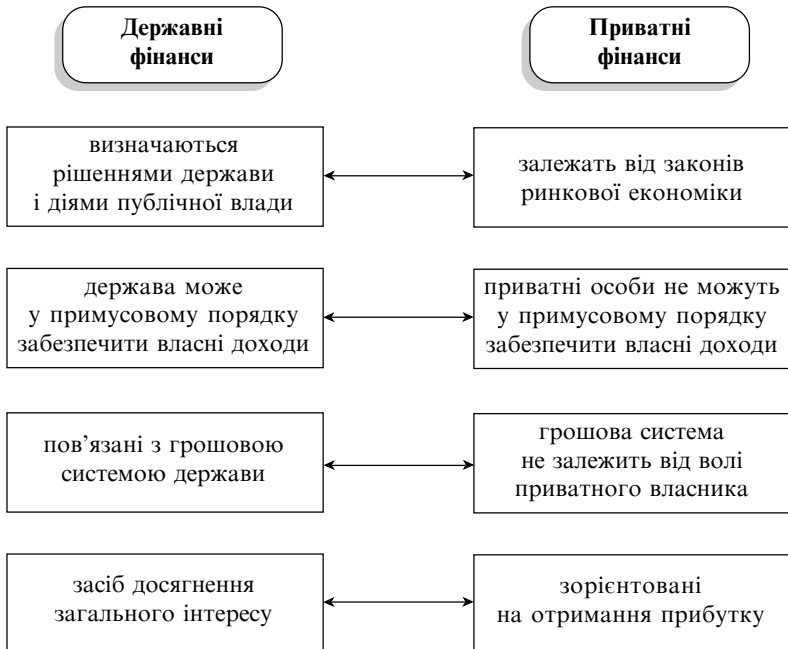 Державні
фінанси
Приватні
фінанси
визначаються
рішеннями держави
і діями публічної влади
залежать від законів
ринкової економіки
держава може
у примусовому порядку
забезпечити власні доходи
приватні особи не можуть
у примусовому порядку
забезпечити власні доходи
пов’язані з грошовою
системою держави
грошова система
не залежить від волі
приватного власника
засіб досягнення
загального інтересу
зорієнтовані
на отримання прибутку